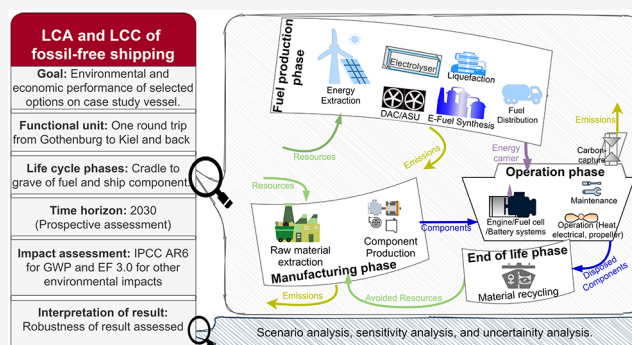 LCA and LCC of
fossil-free shipping
Goal: Environmental and
economic performance of selected
options on case study vessel.
Functional unit: One round trip
from Gothenburg to Kiel and back
Life cycle phases: Cradle to
grave of fuel and ship component.
Time horizon: 2030
(Prospective assessment)
Impact assessment: IPCC AR6
for GWP and EF 3.0 for other
environmental impacts
Interpretation of result:
Robustness of result assessed
Fuel production
phase
Energy
Extraction
Electrolyser
Liquefaction
DAC/ASU
E-Fuel Synthesis
Fuel
Distribution
Resources
Emissions
Energy
carrier
Emissions
Carbon-
capture
Operation phase
Maintenance
Engine/Fuel cell
/Battery systems
Operation (Heat,
electrical, propeller)
Resources
Raw material
extraction
Component
Production
Manufacturing phase
Components
End of life phase
Material recycling
Disposed
Components
Emissions
Avoided Resources
Scenario analysis, sensitivity analysis, and uncertainity analysis.